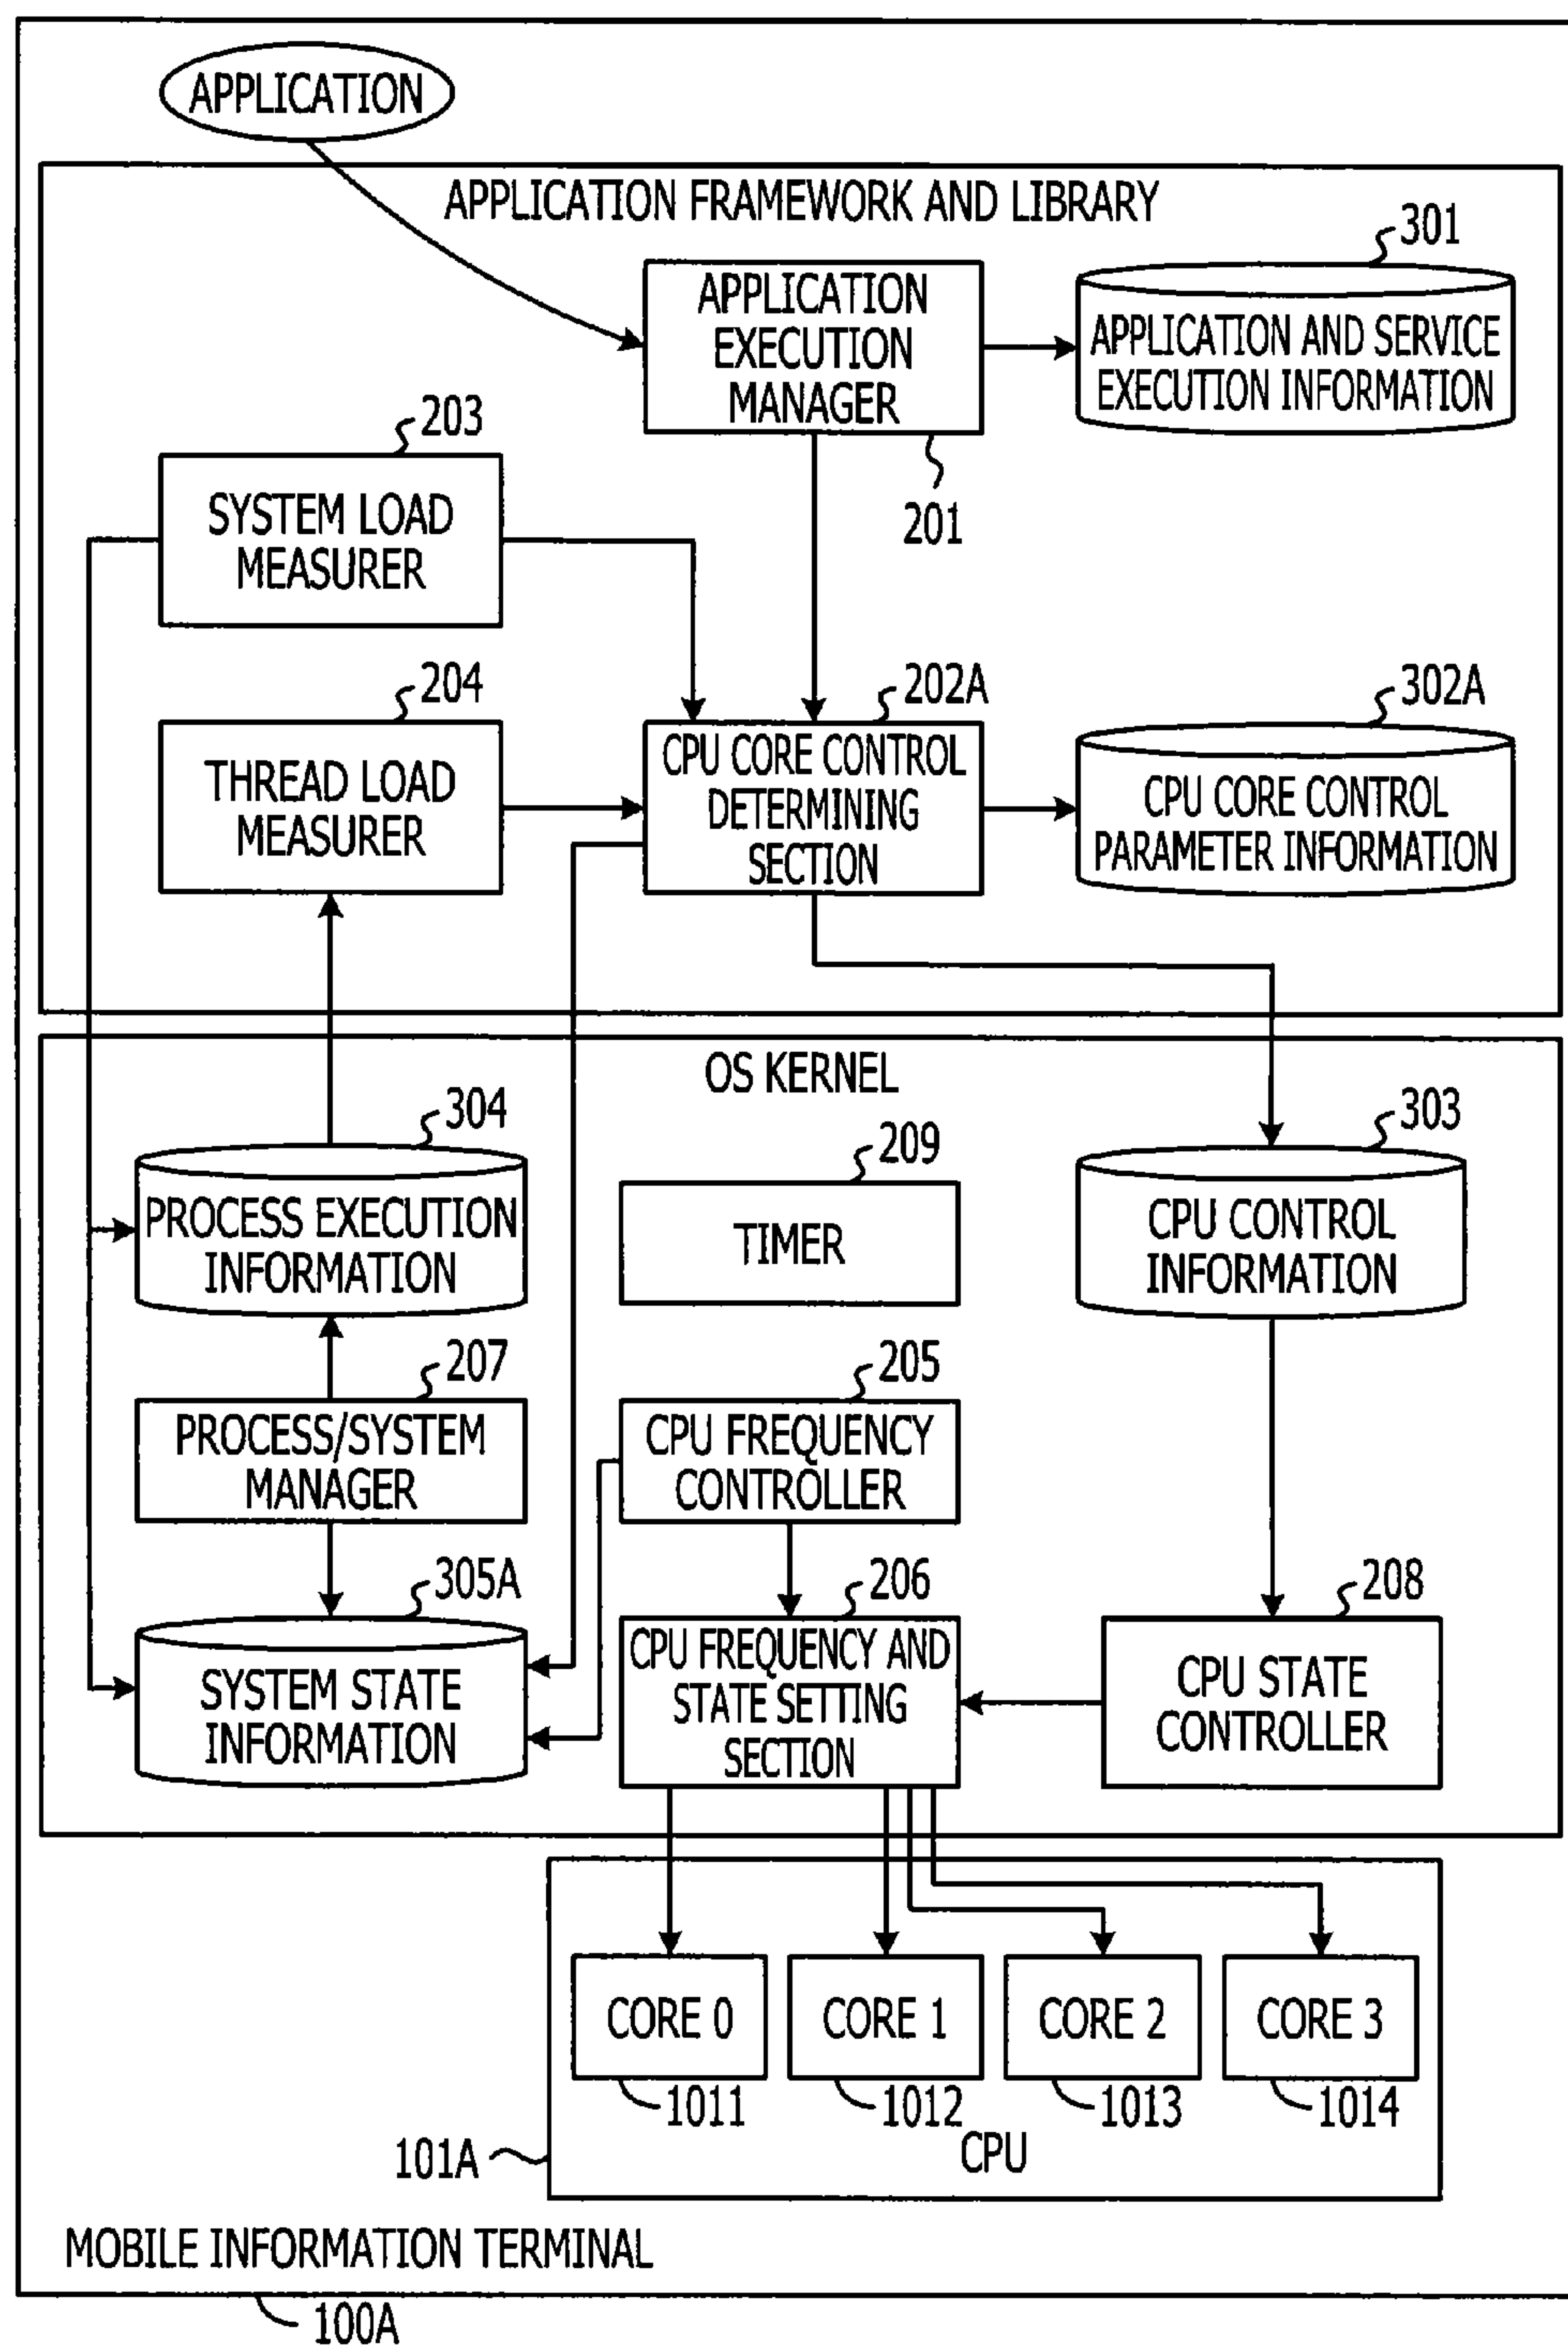 APPLICATION
APPLICATION FRAMEWORK AND LIBRARY
301
APPLICATION
EXECUTION
MANAGER
APPLICATION AND SERVICE
EXECUTION INFORMATION
203
201
SYSTEM LOAD
MEASURER
204
202A
302A
THREAD LOAD
MEASURER
CPU CORE CONTROL
DETERMINING
SECTION
CPU CORE CONTROL
PARAMETER INFORMATION
OS KERNEL
304
209
303
PROCESS EXECUTION
INFORMATION
TIMER
CPU CONTROL
INFORMATION
207
205
PROCESS/SYSTEM
MANAGER
CPU FREQUENCY
CONTROLLER
305A
206
208
SYSTEM STATE
INFORMATION
CPU FREQUENCY AND
STATE SETTING
SECTION
CPU STATE
CONTROLLER
CORE 0
CORE 1
CORE 2
CORE 3
1011
1012
1013
1014
101A
CPU
MOBILE INFORMATION TERMINAL
100A